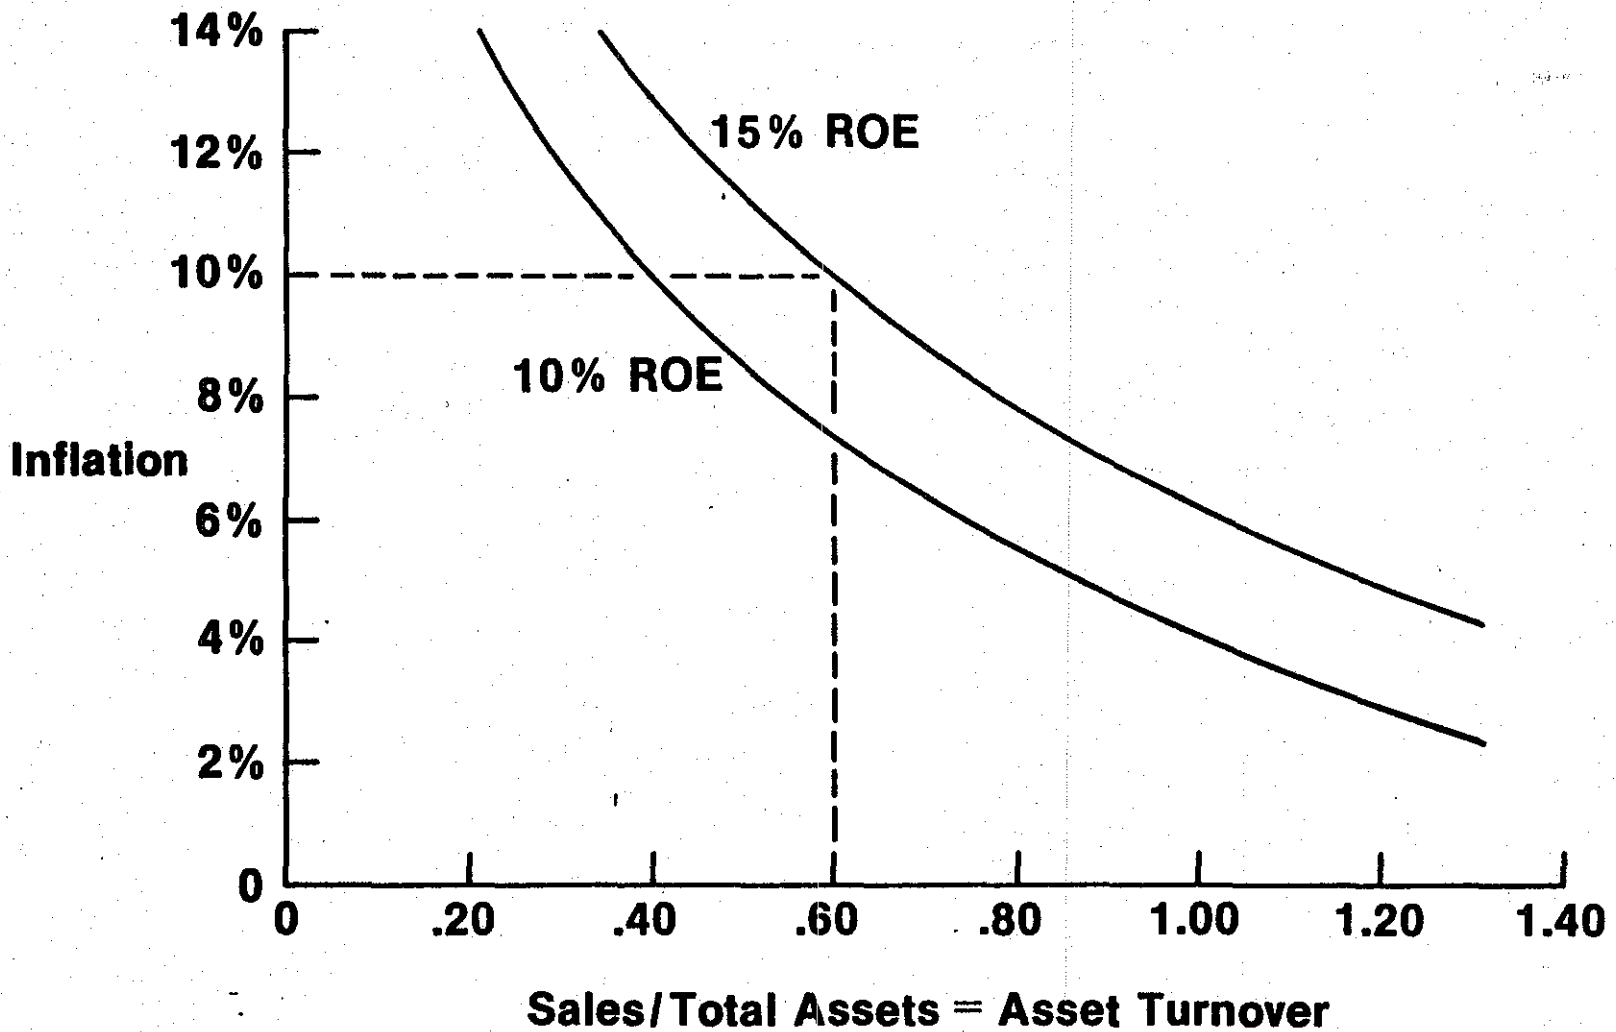 14%
15% ROE
12%
10%
10% ROE
8%
Inflation
6%
4%
2%
0
0 .20 .40 .60 .80 1.00 1.20 1.40
Sales/Total Assets = Asset Turnover